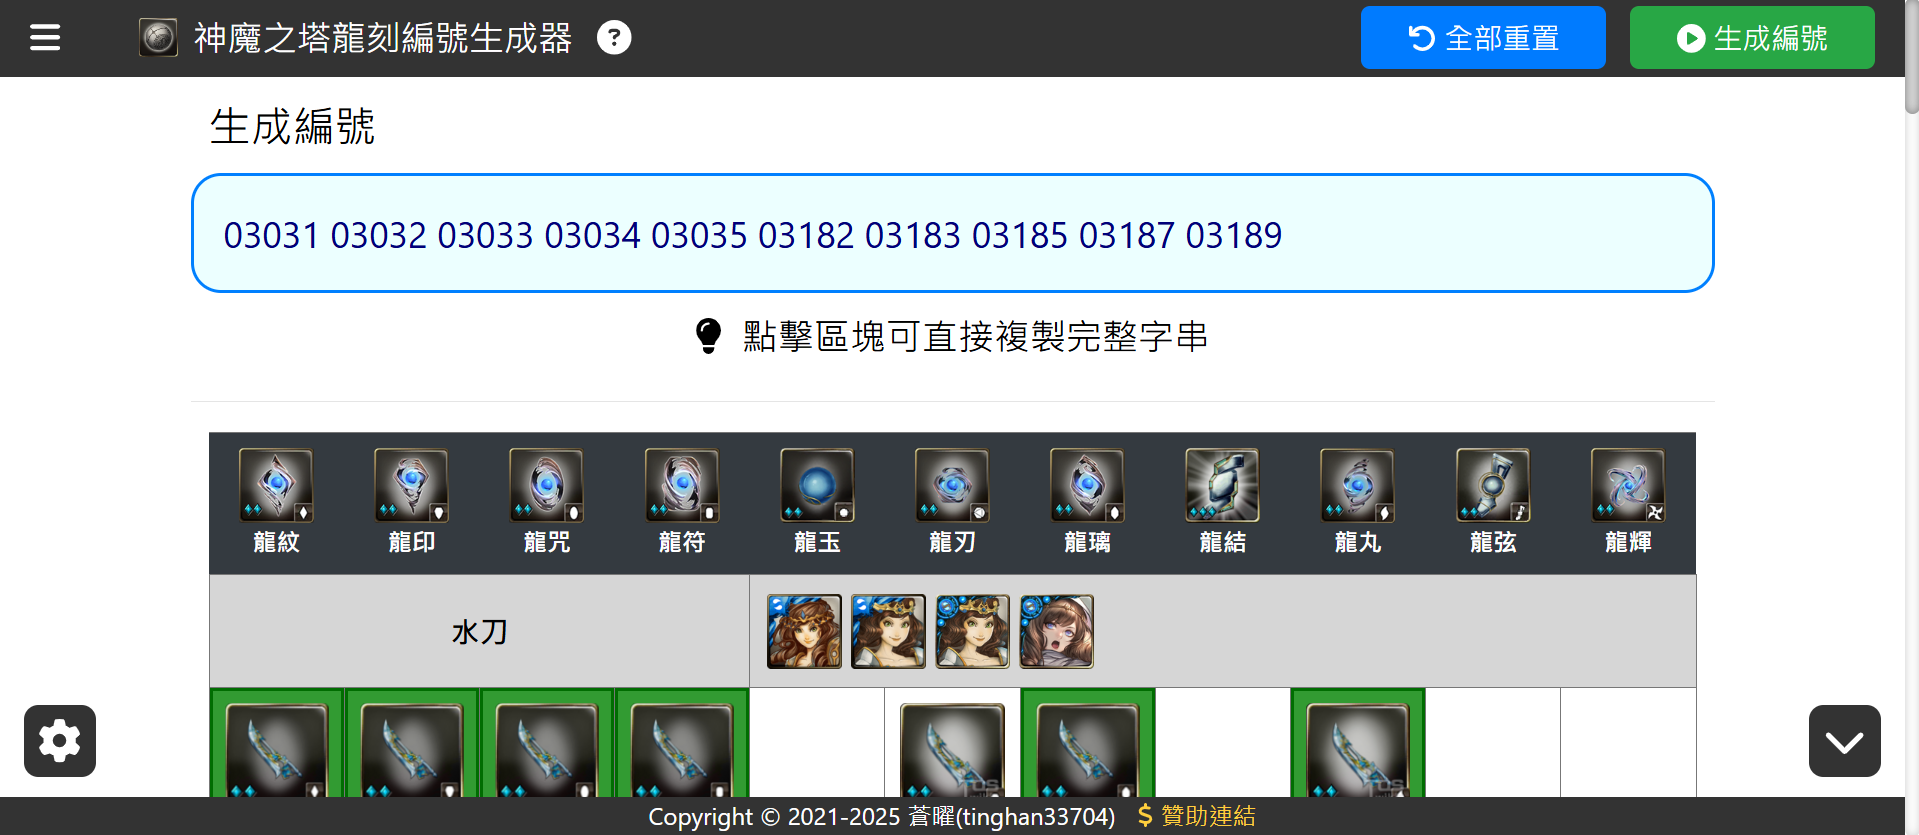 神魔之塔龍刻編號生成器 ?
全部重置
生成編號
生成編號
03031 03032 03033 03034 03035 03182 03183 03185 03187 03189
點擊區塊可直接複製完整字串
龍紋 龍印 龍咒 龍符 龍玉 龍刃 龍璃 龍結 龍丸 龍弦 龍輝
水刀
Copyright © 2021-2025 蒼曜(tinghan33704) $ 贊助連結